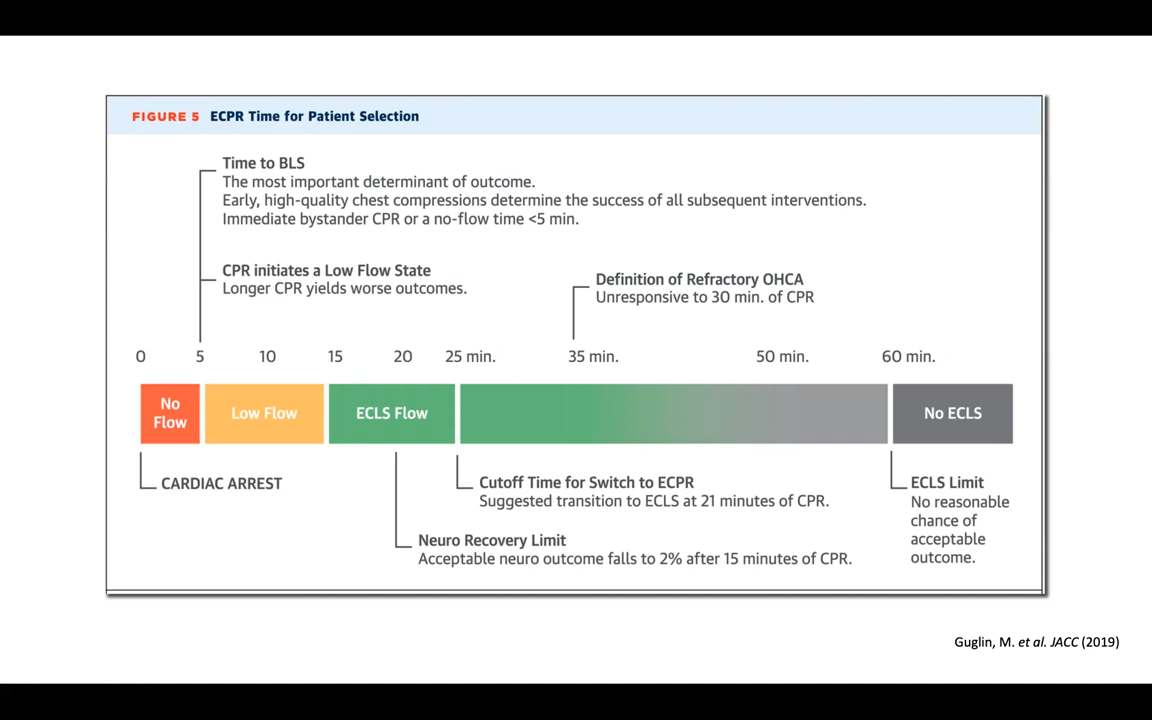 FIGURE 5 ECPR Time for Patient Selection
Time to BLS
The most important determinant of outcome.
Early, high-quality chest compressions determine the success of all subsequent interventions.
Immediate bystander CPR or a no-flow time <5 min.
CPR initiates a Low Flow State
Longer CPR yields worse outcomes.
Definition of Refractory OHCA
Unresponsive to 30 min. of CPR
0 5 10 15 20 25 min. 35 min. 50 min. 60 min.
No
Flow
Low Flow
ECLS Flow
No ECLS
CARDIAC ARREST
Cutoff Time for Switch to ECPR
Suggested transition to ECLS at 21 minutes of CPR.
Neuro Recovery Limit
Acceptable neuro outcome falls to 2% after 15 minutes of CPR.
ECLS Limit
No reasonable
chance of
acceptable
outcome.
Guglin, M. et al. JACC (2019)